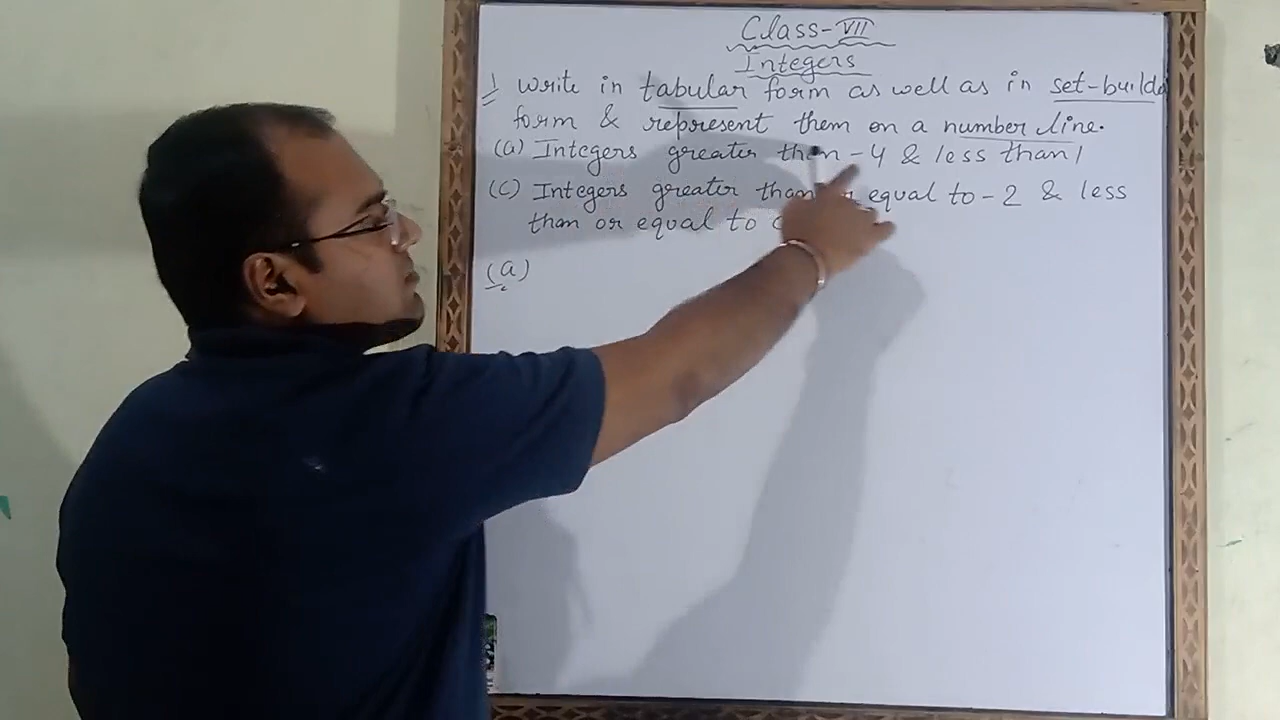 Class-VII
Integers
1. Write in tabular form as well as in set-builde
form & represent them on a number line.
(a) Integers greater than -4 & less than 1
(C) Integers greater than equal to -2 & less
than or equal to
(a)